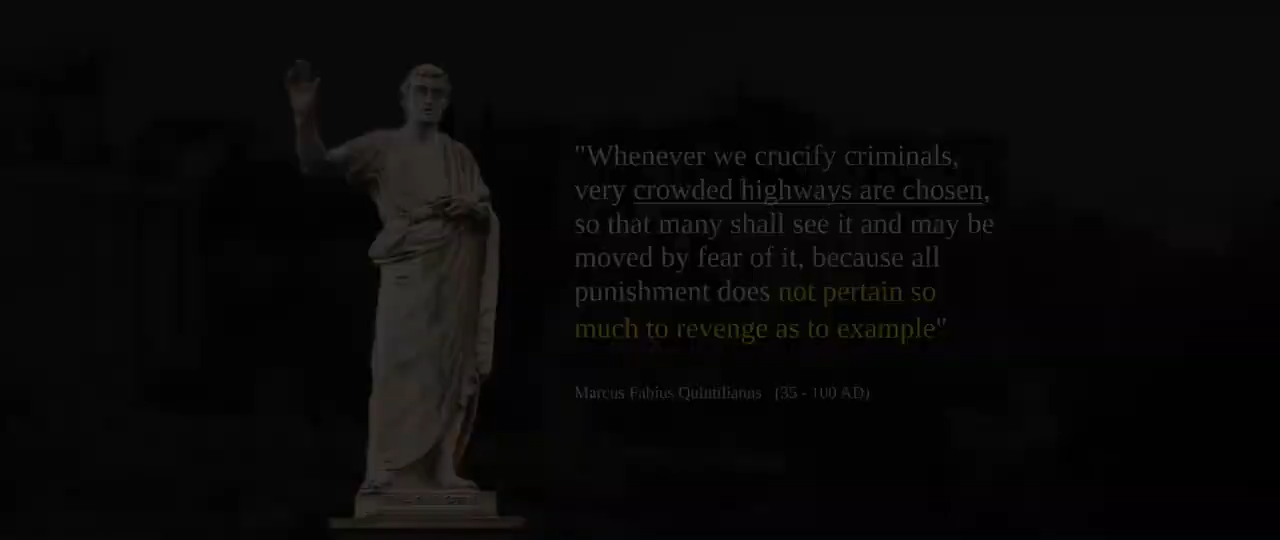 "Whenever we crucify criminals,
very crowded highways are chosen,
so that many shall see it and may be
moved by fear of it, because all
punishment does not pertain so
much to revenge as to example"
Marcus Fabius Quintilianus (35 - 100 AD)